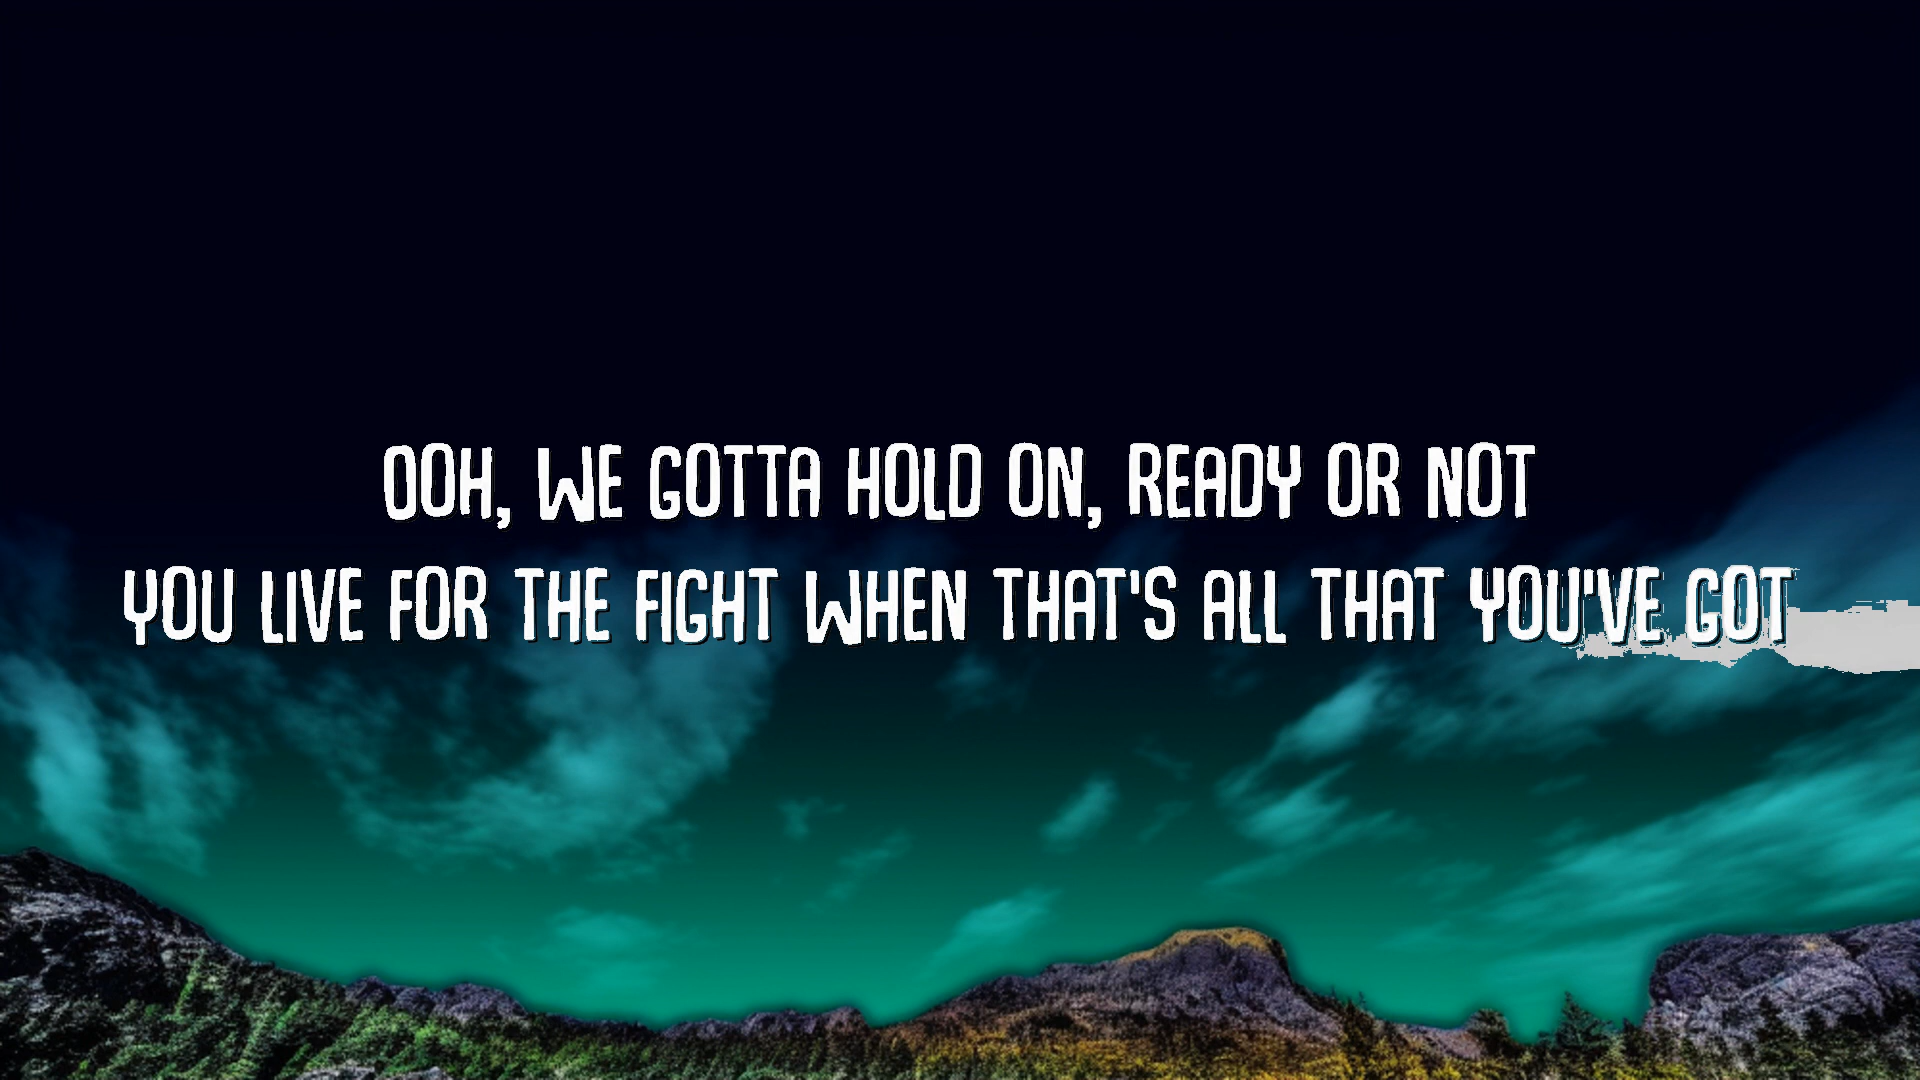 OOH, WE GOTTA HOLD ON, READY OR NOT
YOU LIVE FOR THE FIGHT WHEN THAT'S ALL THAT YOU'VE GOT